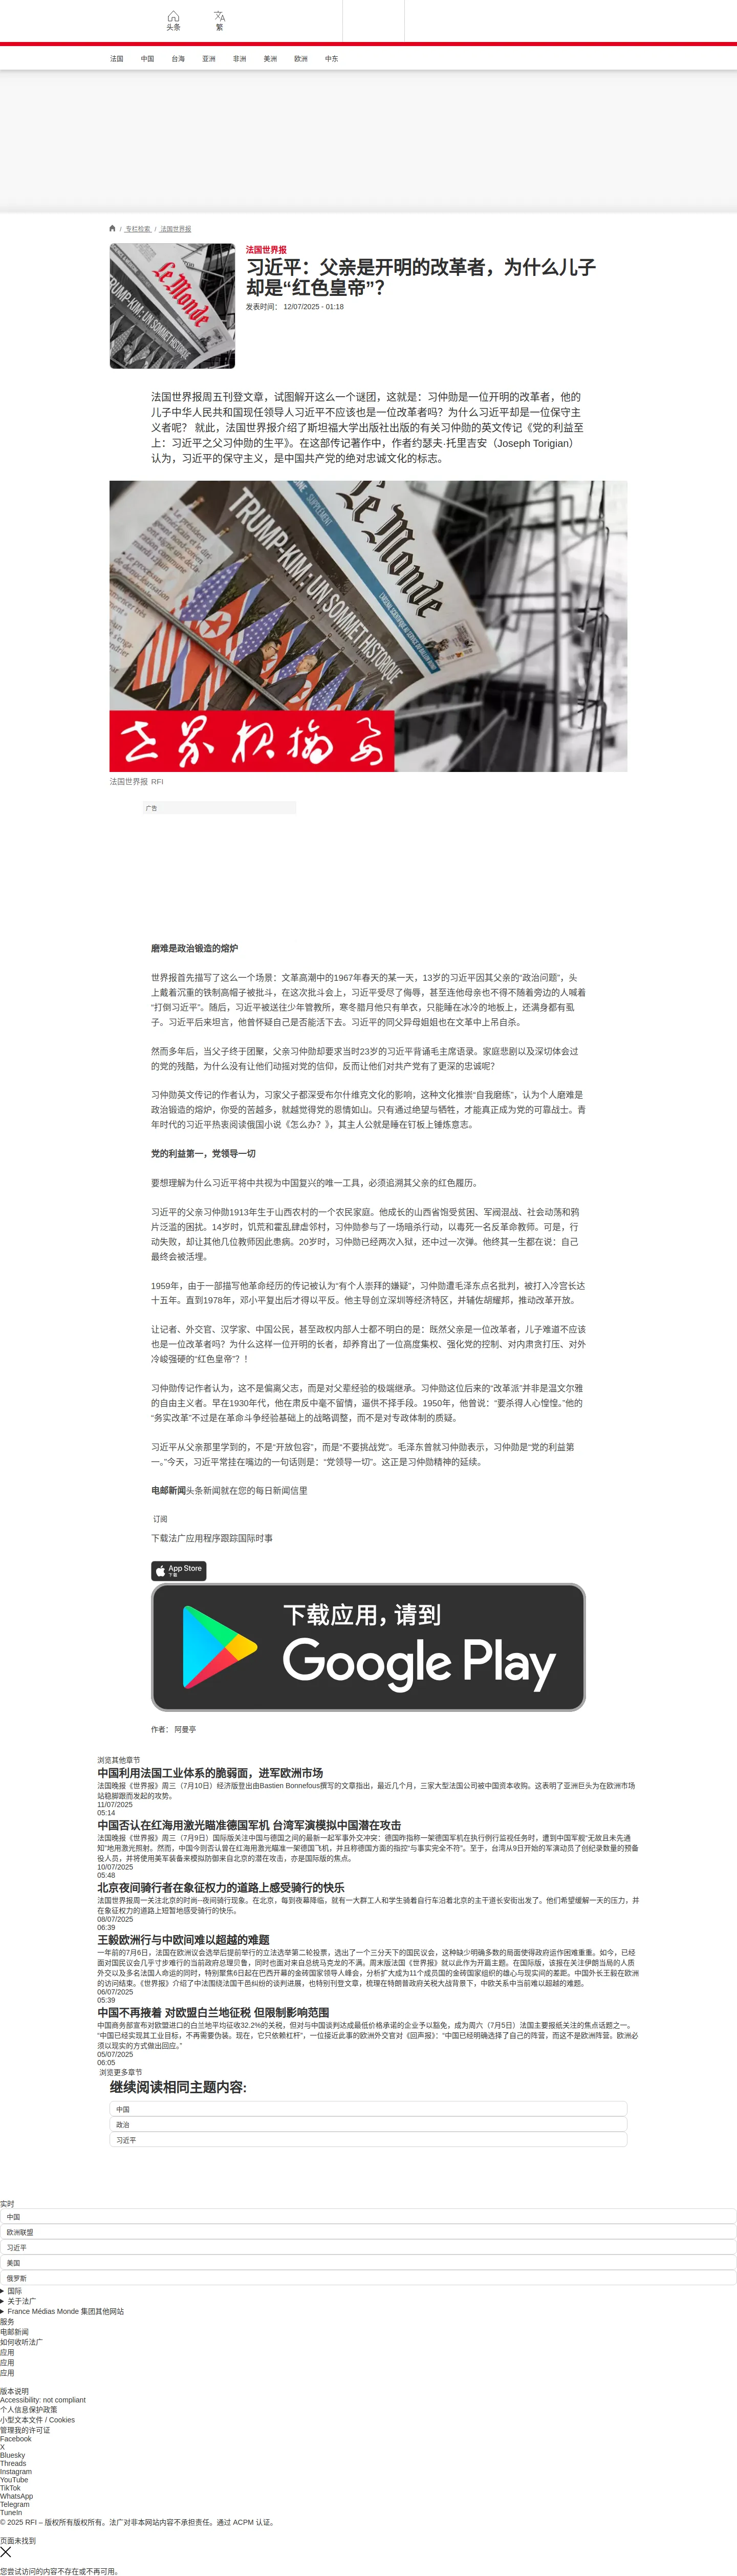 头条
繁
法国 中国 台海 亚洲 非洲 美洲 欧洲 中东
/ 专栏检索 / 法国世界报
法国世界报
习近平：父亲是开明的改革者，为什么儿子
却是“红色皇帝”？
发表时间： 12/07/2025 - 01:18
Le Monde
TRUMP-KIM : UN SOMMET HISTORIQUE
法国世界报周五刊登文章，试图解开这么一个谜团，这就是：习仲勋是一位开明的改革者，他的
儿子中华人民共和国现任领导人习近平不应该也是一位改革者吗？为什么习近平却是一位保守主
义者呢？ 就此，法国世界报介绍了斯坦福大学出版社出版的有关习仲勋的英文传记《党的利益至
上：习近平之父习仲勋的生平》。在这部传记著作中，作者约瑟夫·托里吉安（Joseph Torigian）
认为，习近平的保守主义，是中国共产党的绝对忠诚文化的标志。
Le Monde
TRUMP-KIM : UN SOMMET HISTORIQUE
世界报摘要
法国世界报 RFI
广告
磨难是政治锻造的熔炉
世界报首先描写了这么一个场景：文革高潮中的1967年春天的某一天，13岁的习近平因其父亲的“政治问题”，头
上戴着沉重的铁制高帽子被批斗，在这次批斗会上，习近平受尽了侮辱，甚至连他母亲也不得不随着旁边的人喊着
“打倒习近平”。随后，习近平被送往少年管教所，寒冬腊月他只有单衣，只能睡在冰冷的地板上，还满身都有虱
子。习近平后来坦言，他曾怀疑自己是否能活下去。习近平的同父异母姐姐也在文革中上吊自杀。
然而多年后，当父子终于团聚，父亲习仲勋却要求当时23岁的习近平背诵毛主席语录。家庭悲剧以及深切体会过
的党的残酷，为什么没有让他们动摇对党的信仰，反而让他们对共产党有了更深的忠诚呢？
习仲勋英文传记的作者认为，习家父子都深受布尔什维克文化的影响，这种文化推崇“自我磨练”，认为个人磨难是
政治锻造的熔炉，你受的苦越多，就越觉得党的恩情如山。只有通过绝望与牺牲，才能真正成为党的可靠战士。青
年时代的习近平热衷阅读俄国小说《怎么办？》，其主人公就是睡在钉板上锤炼意志。
党的利益第一，党领导一切
要想理解为什么习近平将中共视为中国复兴的唯一工具，必须追溯其父亲的红色履历。
习近平的父亲习仲勋1913年生于山西农村的一个农民家庭。他成长的山西省饱受贫困、军阀混战、社会动荡和鸦
片泛滥的困扰。14岁时，饥荒和霍乱肆虐邻村，习仲勋参与了一场暗杀行动，以毒死一名反革命教师。可是，行
动失败，却让其他几位教师因此患病。20岁时，习仲勋已经两次入狱，还中过一次弹。他终其一生都在说：自己
最终会被活埋。
1959年，由于一部描写他革命经历的传记被认为“有个人崇拜的嫌疑”，习仲勋遭毛泽东点名批判，被打入冷宫长达
十五年。直到1978年，邓小平复出后才得以平反。他主导创立深圳等经济特区，并辅佐胡耀邦，推动改革开放。
让记者、外交官、汉学家、中国公民，甚至政权内部人士都不明白的是：既然父亲是一位改革者，儿子难道不应该
也是一位改革者吗？为什么这样一位开明的长者，却养育出了一位高度集权、强化党的控制、对内肃贪打压、对外
冷峻强硬的“红色皇帝”？！
习仲勋传记作者认为，这不是偏离父志，而是对父辈经验的极端继承。习仲勋这位后来的“改革派”并非是温文尔雅
的自由主义者。早在1930年代，他在肃反中毫不留情，逼供不择手段。1950年，他曾说：“要杀得人心惶惶。”他的
“务实改革”不过是在革命斗争经验基础上的战略调整，而不是对专政体制的质疑。
习近平从父亲那里学到的，不是“开放包容”，而是“不要挑战党”。毛泽东曾就习仲勋表示，习仲勋是“党的利益第
一。”今天，习近平常挂在嘴边的一句话则是：“党领导一切”。这正是习仲勋精神的延续。
电邮新闻头条新闻就在您的每日新闻信里
订阅
下载法广应用程序跟踪国际时事
App Store
下载
下载应用，请到
Google Play
作者： 阿曼亭
浏览其他章节
中国利用法国工业体系的脆弱面，进军欧洲市场
法国晚报《世界报》周三（7月10日）经济版登出由Bastien Bonnefous撰写的文章指出，最近几个月，三家大型法国公司被中国资本收购。这表明了亚洲巨头为在欧洲市场
站稳脚跟而发起的攻势。
11/07/2025
05:14
中国否认在红海用激光瞄准德国军机 台湾军演模拟中国潜在攻击
法国晚报《世界报》周三（7月9日）国际版关注中国与德国之间的最新一起军事外交冲突：德国昨指称一架德国军机在执行例行监视任务时，遭到中国军舰“无故且未先通
知”地用激光照射。然而，中国今则否认曾在红海用激光瞄准一架德国飞机，并且称德国方面的指控“与事实完全不符”。至于，台湾从9日开始的军演动员了创纪录数量的预备
役人员，并将使用美军装备来模拟防御来自北京的潜在攻击，亦是国际版的焦点。
10/07/2025
05:48
北京夜间骑行者在象征权力的道路上感受骑行的快乐
法国世界报周一关注北京的时尚--夜间骑行现象。在北京，每到夜幕降临，就有一大群工人和学生骑着自行车沿着北京的主干道长安街出发了。他们希望缓解一天的压力，并
在象征权力的道路上短暂地感受骑行的快乐。
08/07/2025
06:39
王毅欧洲行与中欧间难以超越的难题
一年前的7月6日，法国在欧洲议会选举后提前举行的立法选举第二轮投票，选出了一个三分天下的国民议会，这种缺少明确多数的局面使得政府运作困难重重。如今，已经
面对国民议会几乎寸步难行的当前政府总理贝鲁，同时也面对来自总统马克龙的不满。周末版法国《世界报》就以此作为开篇主题。在国际版，该报在关注伊朗当局的人质
外交以及多名法国人命运的同时，特别聚焦6日起在巴西开幕的金砖国家领导人峰会，分析扩大成为11个成员国的金砖国家组织的雄心与现实间的差距。中国外长王毅在欧洲
的访问结束。《世界报》介绍了中法围绕法国干邑纠纷的谈判进展，也特别刊登文章，梳理在特朗普政府关税大战背景下，中欧关系中当前难以超越的难题。
06/07/2025
05:39
中国不再掖着 对欧盟白兰地征税 但限制影响范围
中国商务部宣布对欧盟进口的白兰地平均征收32.2%的关税，但对与中国谈判达成最低价格承诺的企业予以豁免，成为周六（7月5日）法国主要报纸关注的焦点话题之一。
“中国已经实现其工业目标，不再需要伪装。现在，它只依赖杠杆”，一位接近此事的欧洲外交官对《回声报》：“中国已经明确选择了自己的阵营，而这不是欧洲阵营。欧洲必
须以现实的方式做出回应。”
05/07/2025
06:05
浏览更多章节
继续阅读相同主题内容:
中国
政治
习近平
实时
中国
欧洲联盟
习近平
美国
俄罗斯
国际
关于法广
France Médias Monde 集团其他网站
服务
电邮新闻
如何收听法广
应用
应用
应用
版本说明
Accessibility: not compliant
个人信息保护政策
小型文本文件 / Cookies
管理我的许可证
Facebook
X
Bluesky
Threads
Instagram
YouTube
TikTok
WhatsApp
Telegram
TuneIn
© 2025 RFI – 版权所有版权所有。法广对非本网站内容不承担责任。通过 ACPM 认证。
页面未找到
您尝试访问的内容不存在或不再可用。